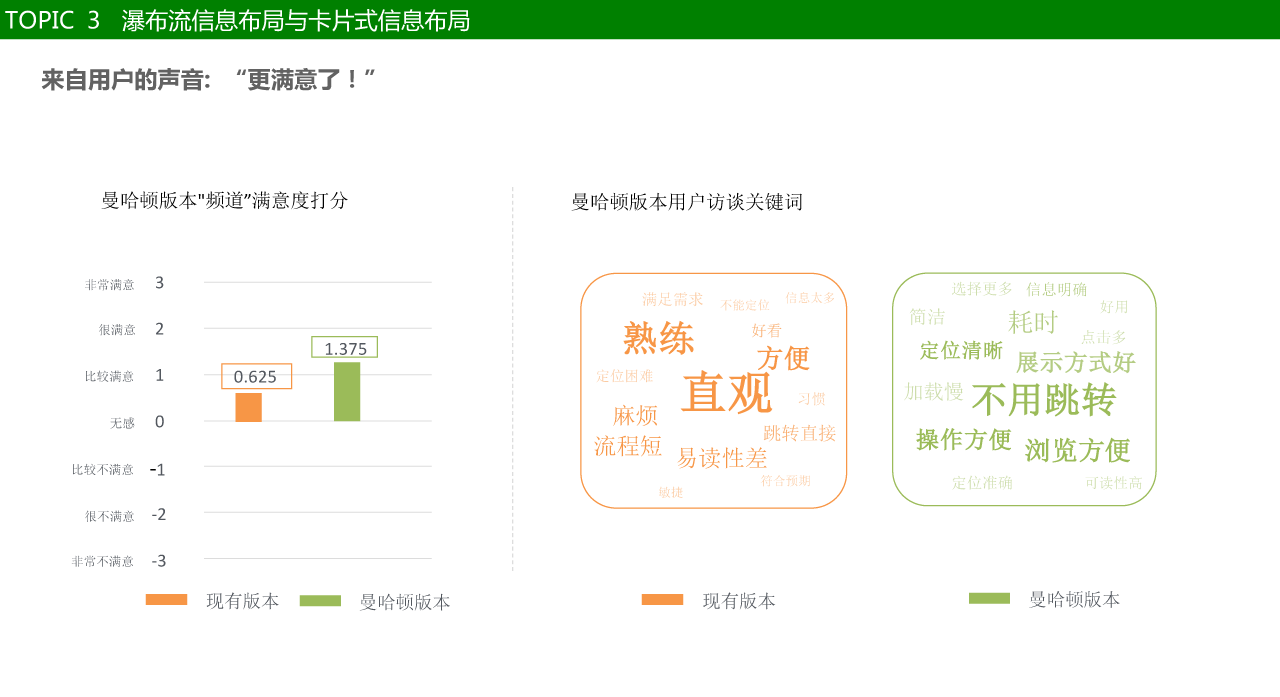 TOPIC 3 瀑布流信息布局与卡片式信息布局
来自用户的声音: “更满意了！”
曼哈顿版本"频道”满意度打分
非常满意 3
很满意 2
比较满意 1
无感 0
比较不满意 -1
很不满意 -2
非常不满意 -3
0.625
1.375
现有版本 曼哈顿版本
曼哈顿版本用户访谈关键词
满足需求 不能定位 信息太多
熟练 好看
方便
定位困难 直观 习惯
麻烦
流程短 跳转直接
易读性差
敏捷 符合预期
现有版本
选择更多 信息明确
简洁 耗时 好用
定位清晰 点击多
展示方式好
加载慢 不用跳转
操作方便 浏览方便
定位准确 可读性高
曼哈顿版本